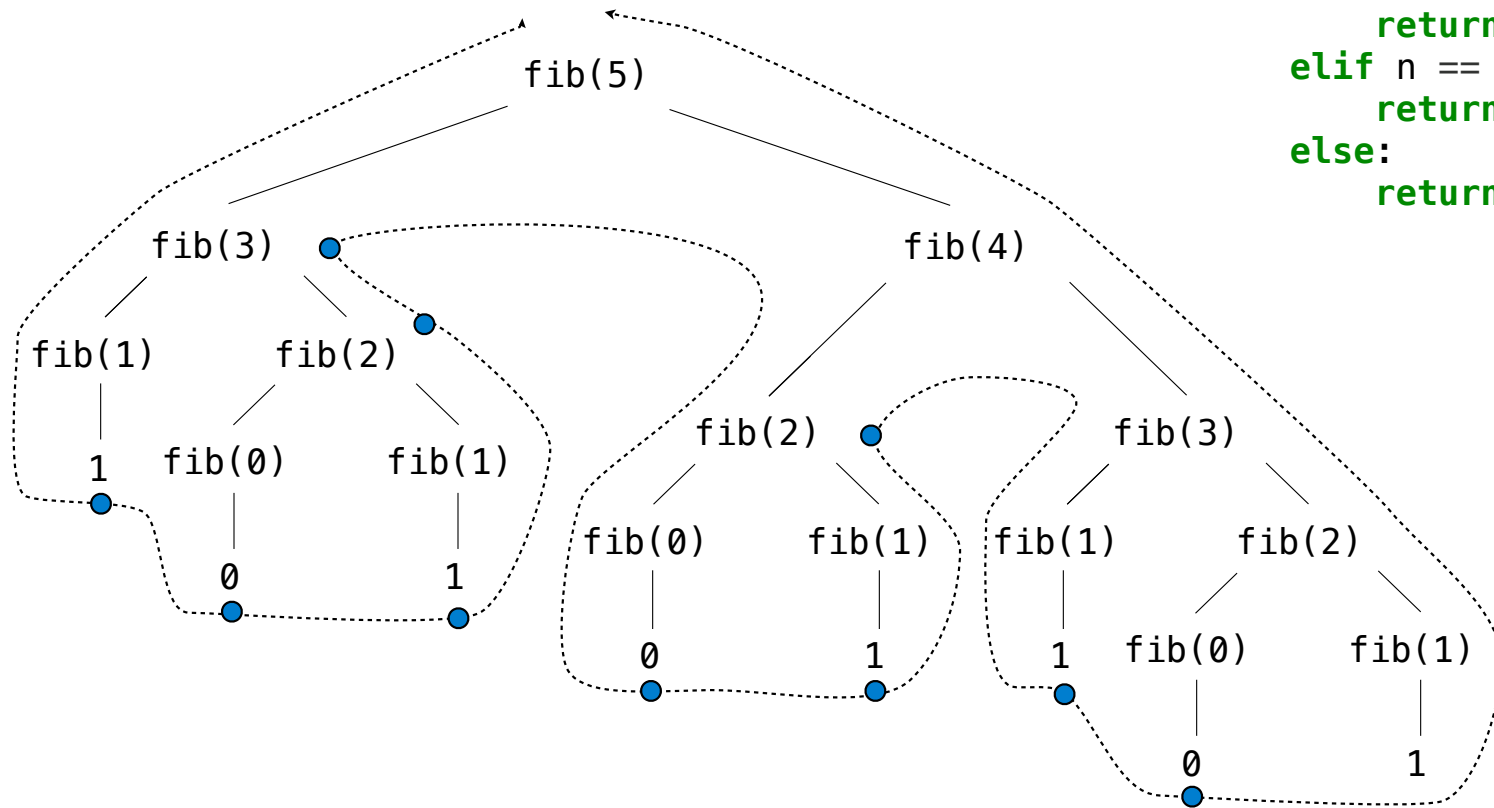 return
elif n ==
return
else:
return
fib(5)
fib(3)
fib(4)
fib(1)
fib(2)
fib(2)
fib(3)
1
fib(0)
fib(1)
fib(0)
fib(1)
fib(1)
fib(2)
0
1
0
1
1
fib(0)
fib(1)
0
1